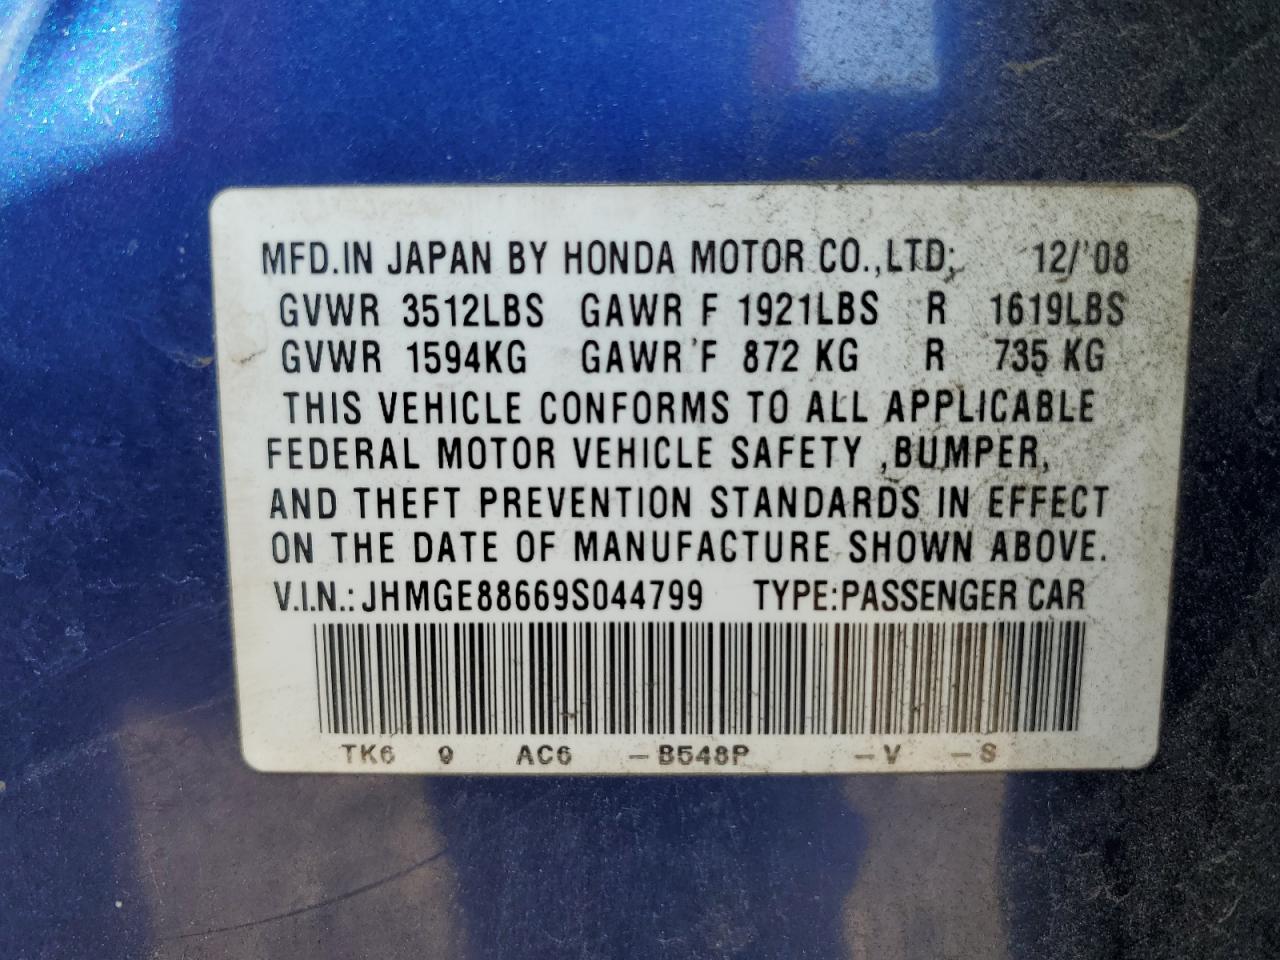 MFD.IN JAPAN BY HONDA MOTOR CO.,LTD; 12/'08
GVWR 3512LBS GAWR F 1921LBS R 1619LBS
GVWR 1594KG GAWR F 872 KG R 735 KG
THIS VEHICLE CONFORMS TO ALL APPLICABLE
FEDERAL MOTOR VEHICLE SAFETY ,BUMPER,
AND THEFT PREVENTION STANDARDS IN EFFECT
ON THE DATE OF MANUFACTURE SHOWN ABOVE.
V.I.N.: JHMGE88669S044799 TYPE:PASSENGER CAR
TK6 9 AC6 –B548P –V –S